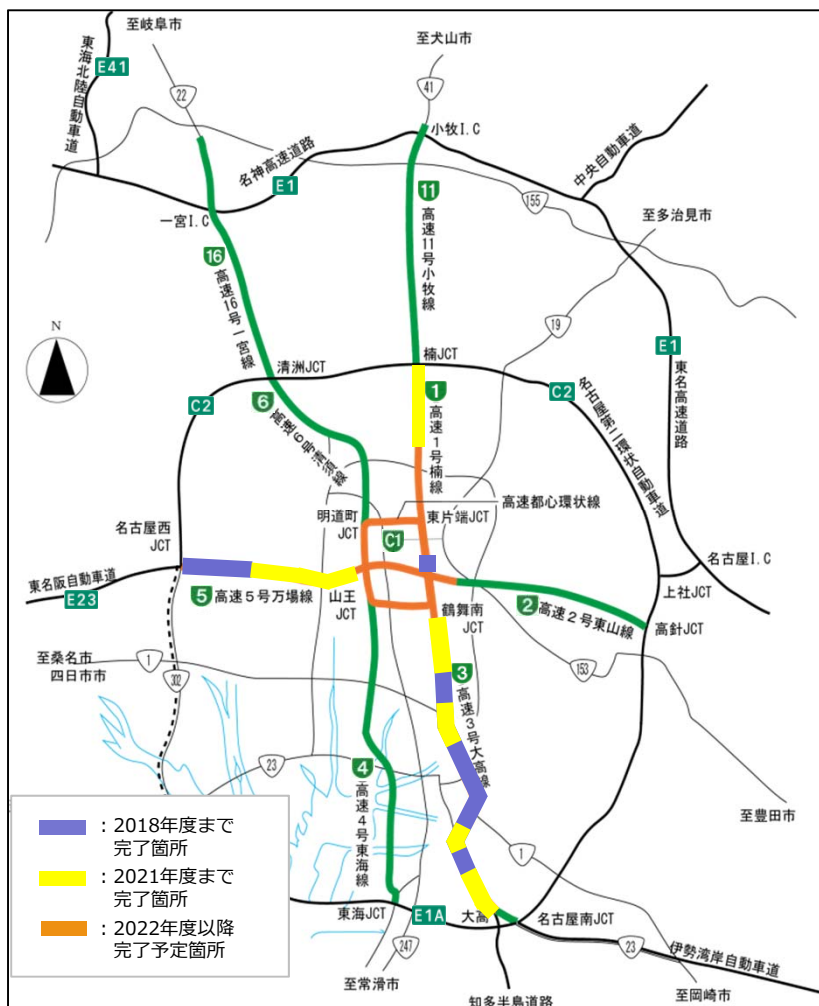 至岐阜市
至犬山市
東海北陸自動車道
E41
22
41
小牧I.C
名神高速道路
E1
中央自動車道
155
至多治見市
一宮I.C
16
高速16号一宮線
11
高速11号小牧線
19
N
清洲JCT
楠JCT
E1
東名高速道路
C2
6
高速6号清須線
1
高速1号楠線
C2
名古屋第二環状自動車道
高速都心環状線
名古屋西
JCT
明道町
JCT
東片端JCT
C1
名古屋I.C
東名阪自動車道
E23
5
高速5号万場線
山王
JCT
鶴舞南
JCT
2
高速2号東山線
上社JCT
高針JCT
至桑名市
四日市市
1
302
3
高速3号大高線
153
23
4
高速4号東海線
至豊田市
1
:2018年度まで
完了箇所
:2021年度まで
完了箇所
:2022年度以降
完了予定箇所
東海JCT
E1A
大高
名古屋南JCT
247
23
伊勢湾岸自動車道
至常滑市
知多半島道路
至岡崎市